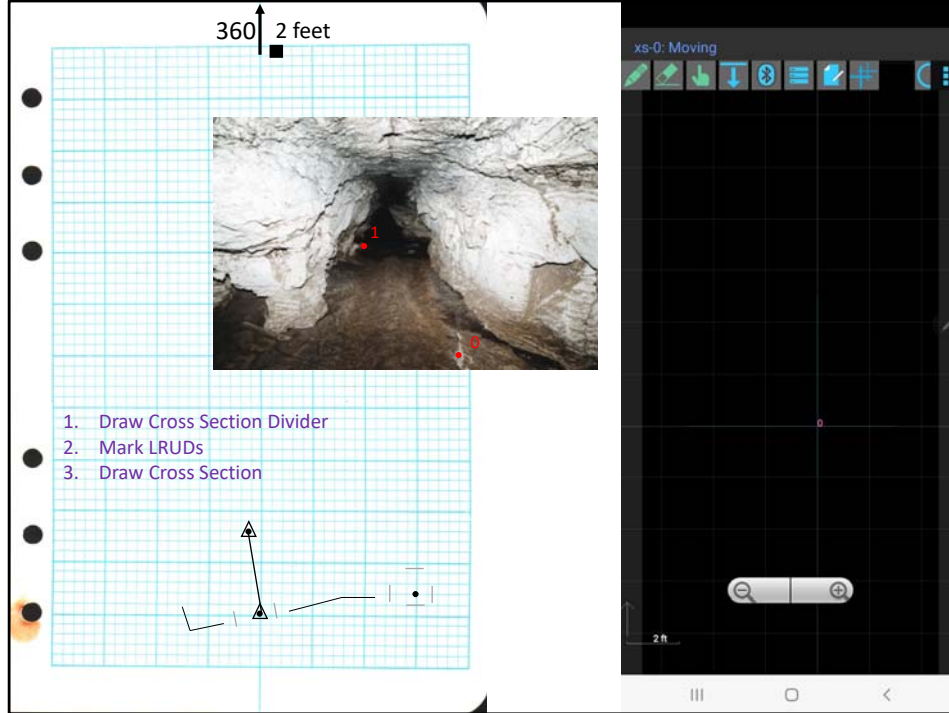 360 2 feet
1
0
1. Draw Cross Section Divider
2. Mark LRUDs
3. Draw Cross Section
xs-0: Moving
0
2 ft